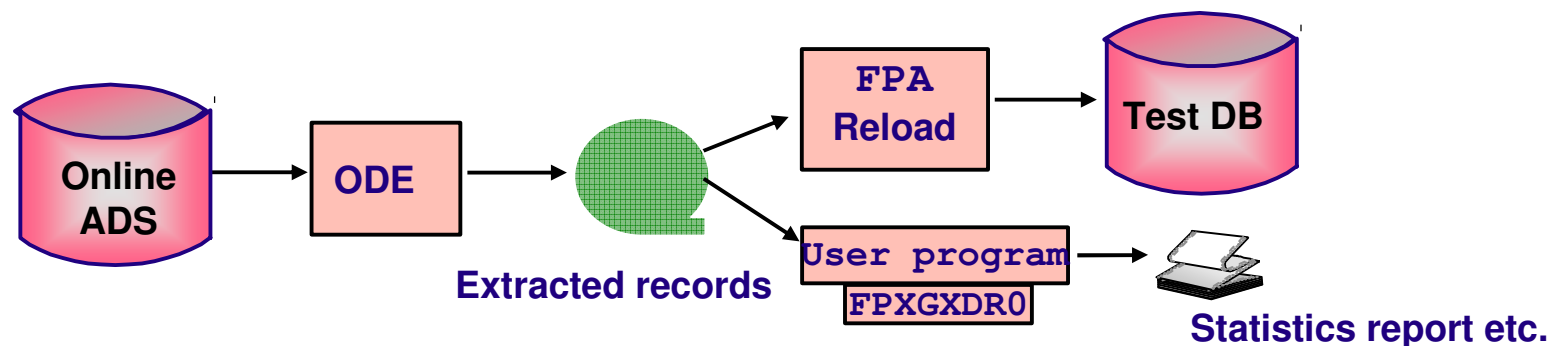 Online
ADS
ODE
Extracted records
FPA
Reload
Test DB
User program
FPXGXDR0
Statistics report etc.